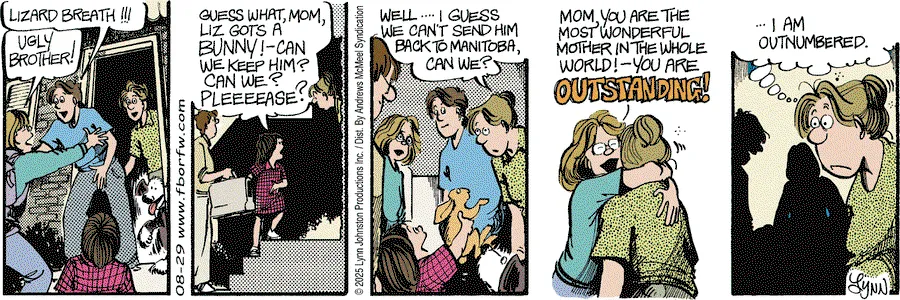 LIZARD BREATH !!!
UGLY
BROTHER!
08-29 www.fborfw.com
GUESS WHAT, MOM,
LIZ GOTS A
BUNNY!-CAN
WE KEEP HIM?
CAN WE?
PLEEEEASE?
© 2025 Lynn Johnston Productions Inc. / Dist. By Andrews McMeel Syndication
WELL .... I GUESS
WE CAN'T SEND HIM
BACK TO MANITOBA,
CAN WE?
MOM, YOU ARE THE
MOST WONDERFUL
MOTHER IN THE WHOLE
WORLD!-YOU ARE
OUTSTANDING!
... I AM
OUTNUMBERED.
LYNN